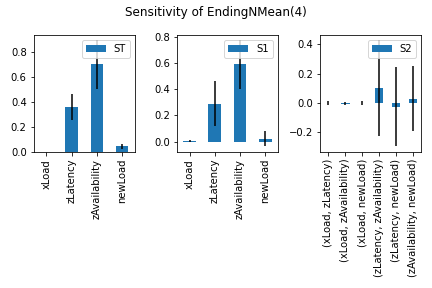 Sensitivity of EndingNMean(4)
ST
0.8
0.6
0.4
0.2
0.0
xLoad
zLatency
zAvailability
newLoad
S1
0.8
0.6
0.4
0.2
0.0
xLoad
zLatency
zAvailability
newLoad
S2
0.4
0.2
0.0
−0.2
(xLoad, zLatency)
(xLoad, zAvailability)
(xLoad, newLoad)
(zLatency, zAvailability)
(zLatency, newLoad)
(zAvailability, newLoad)